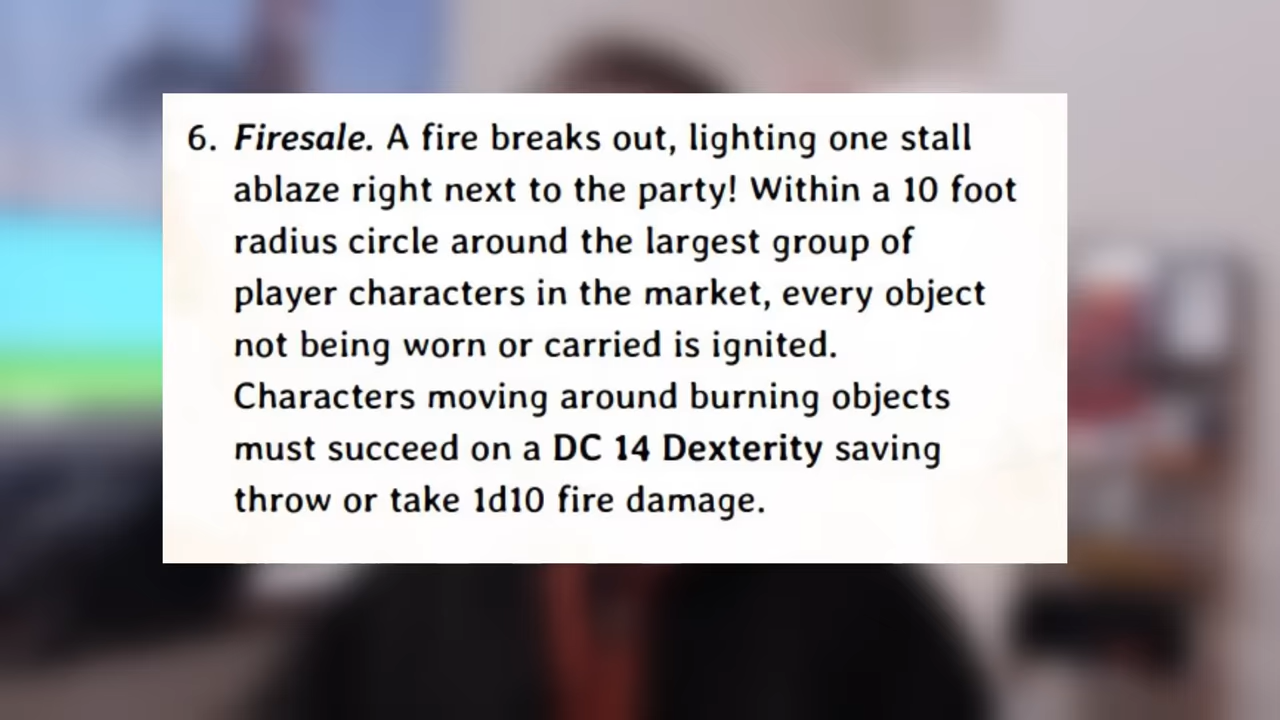 6. Firesale. A fire breaks out, lighting one stall
ablaze right next to the party! Within a 10 foot
radius circle around the largest group of
player characters in the market, every object
not being worn or carried is ignited.
Characters moving around burning objects
must succeed on a DC 14 Dexterity saving
throw or take 1d10 fire damage.